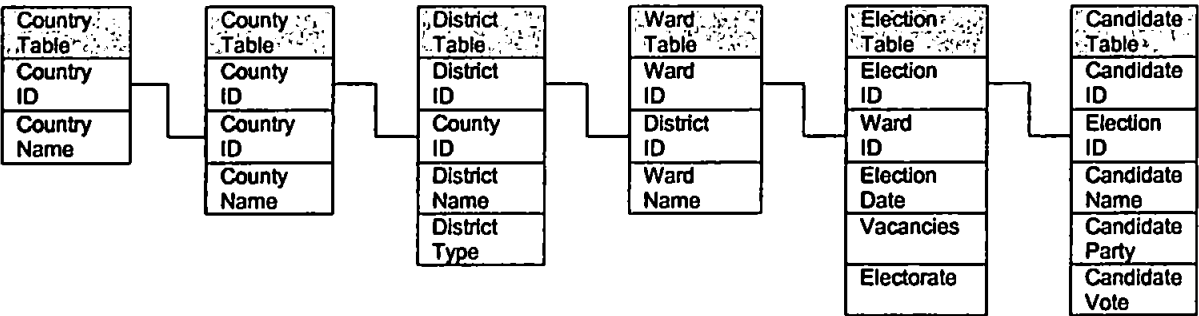 Country
Table
Country
ID
Country
Name
County
Table
County
ID
Country
ID
County
Name
District
Table
District
ID
County
ID
District
Name
District
Type
Ward
Table
Ward
ID
District
ID
Ward
Name
Election
Table
Election
ID
Ward
ID
Election
Date
Vacancies
Electorate
Candidate
Table
Candidate
ID
Election
ID
Candidate
Name
Candidate
Party
Candidate
Vote